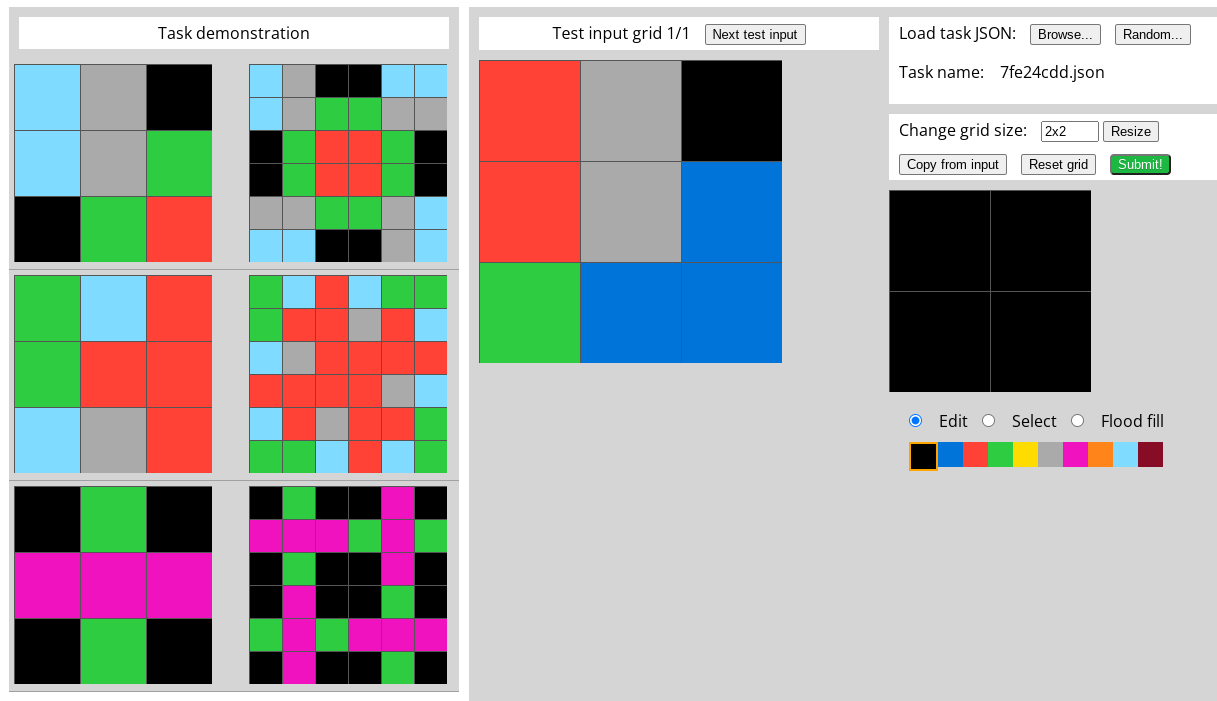 Task demonstration
Test input grid 1/1 Next test input
Load task JSON: Browse... Random...
Task name: 7fe24cdd.json
Change grid size: 2x2 Resize
Copy from input Reset grid Submit!
Edit Select Flood fill